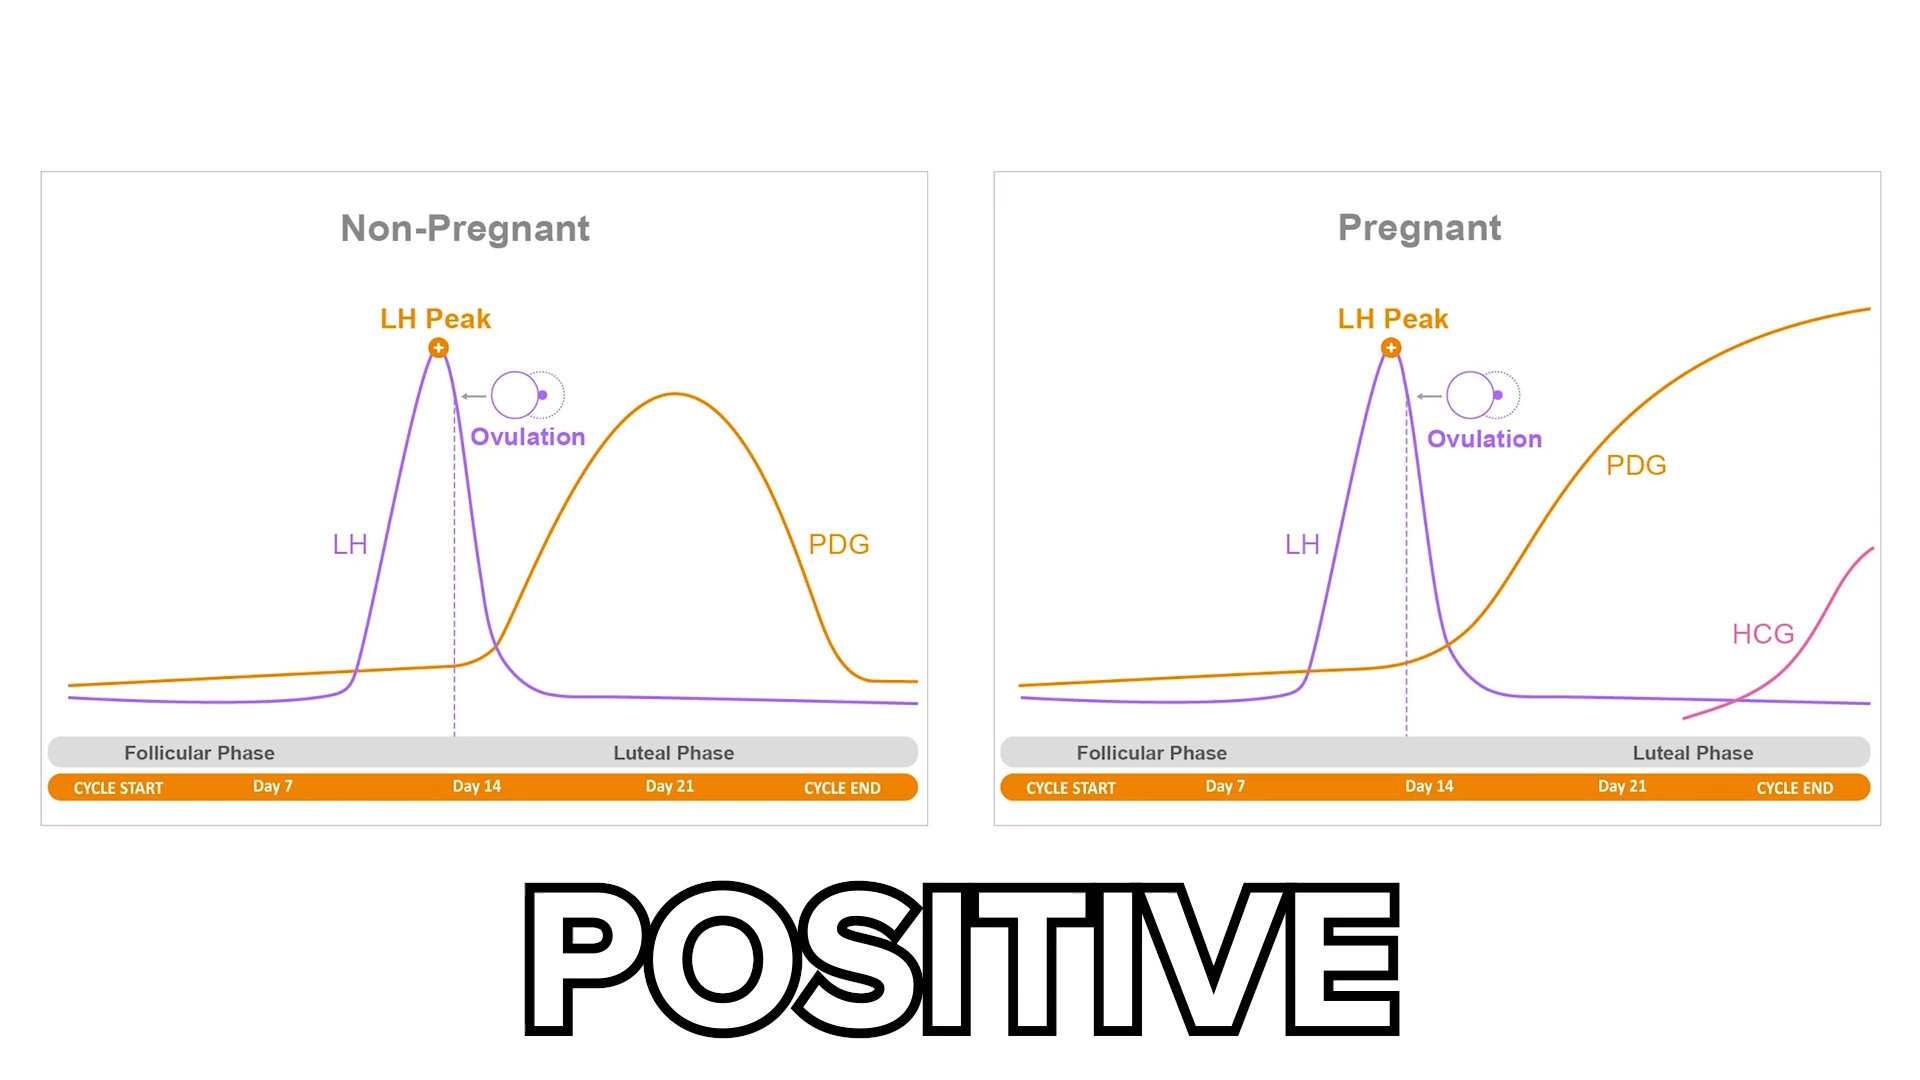 Non-Pregnant
LH Peak
Ovulation
LH
PDG
Follicular Phase
Luteal Phase
CYCLE START
Day 7
Day 14
Day 21
CYCLE END
Pregnant
LH Peak
Ovulation
PDG
LH
HCG
Follicular Phase
Luteal Phase
CYCLE START
Day 7
Day 14
Day 21
CYCLE END
POSITIVE